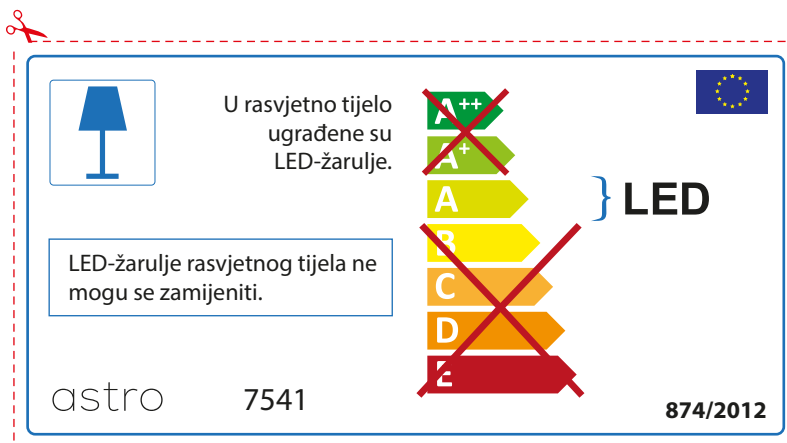 U rasvjetno tijelo
ugrađene su
LED-žarulje.
A++
A+
A
B
C
D
E
LED
LED-žarulje rasvjetnog tijela ne
mogu se zamijeniti.
astro
7541
874/2012